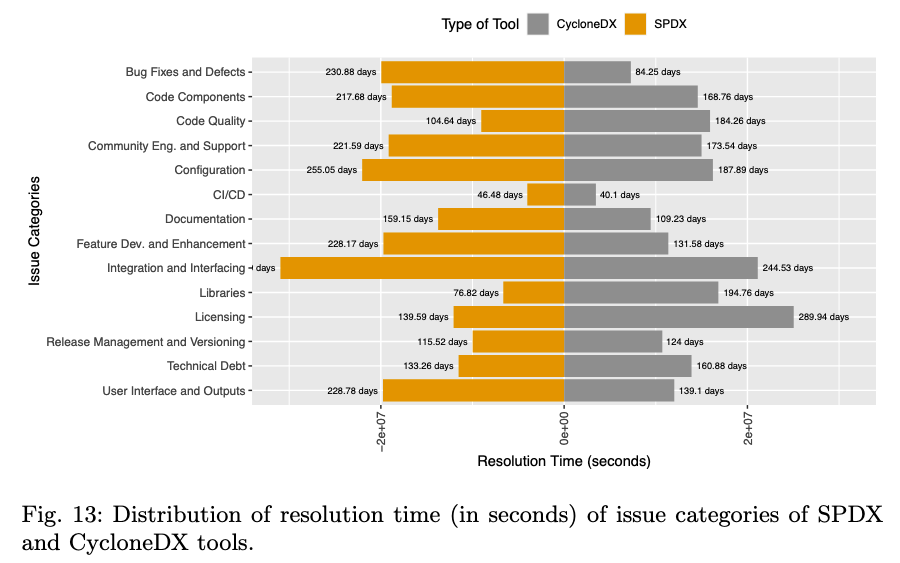 Type of Tool CycloneDX SPDX
Issue Categories
Bug Fixes and Defects 230.88 days 84.25 days
Code Components 217.68 days 168.76 days
Code Quality 104.64 days 184.26 days
Community Eng. and Support 221.59 days 173.54 days
Configuration 255.05 days 187.89 days
CI/CD 46.48 days 40.1 days
Documentation 159.15 days 109.23 days
Feature Dev. and Enhancement 228.17 days 131.58 days
Integration and Interfacing days 244.53 days
Libraries 76.82 days 194.76 days
Licensing 139.59 days 289.94 days
Release Management and Versioning 115.52 days 124 days
Technical Debt 133.26 days 160.88 days
User Interface and Outputs 228.78 days 139.1 days
−2e+07 0e+00 2e+07
Resolution Time (seconds)
Fig. 13: Distribution of resolution time (in seconds) of issue categories of SPDX
and CycloneDX tools.